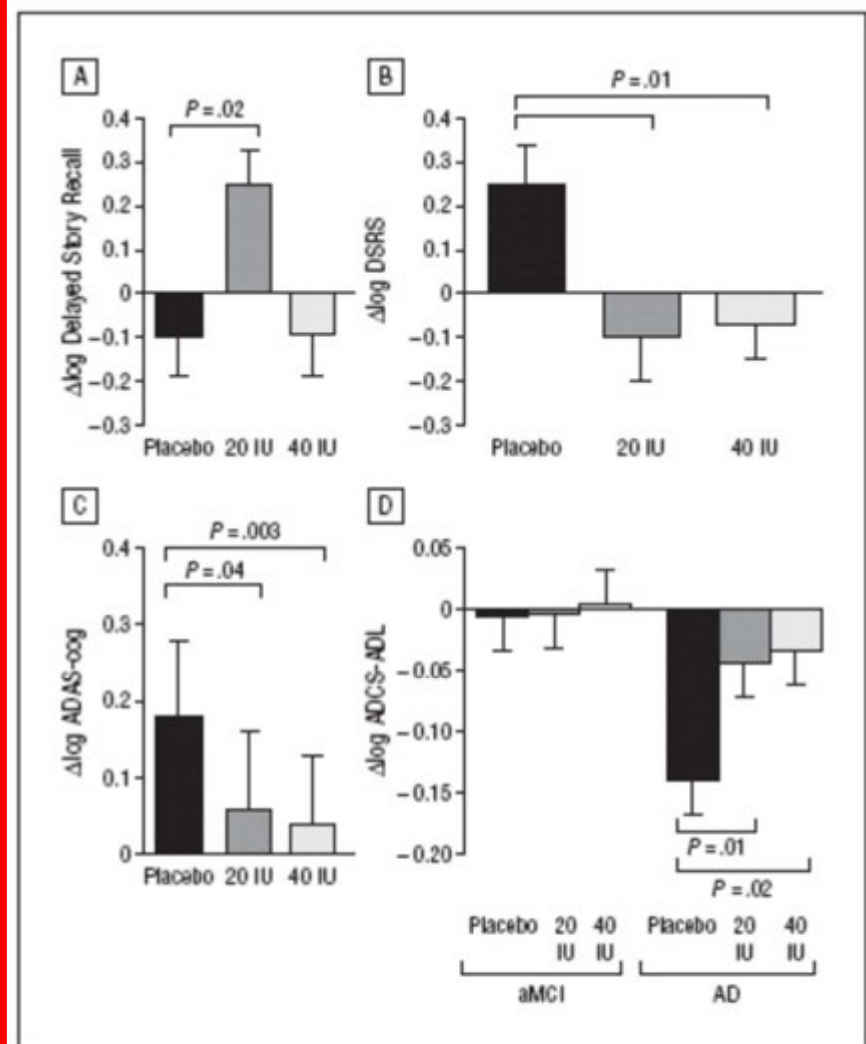 A
P = .02
Δlog Delayed Story Recall
0.4
0.3
0.2
0.1
0
−0.1
−0.2
−0.3
Placebo 20 IU 40 IU
B
P = .01
Δlog DSRS
0.4
0.3
0.2
0.1
0
−0.1
−0.2
−0.3
Placebo 20 IU 40 IU
C
P = .003
P = .04
Δlog ADAS-cog
0.4
0.3
0.2
0.1
0
Placebo 20 IU 40 IU
D
Δlog ADCS-ADL
0.05
0
−0.05
−0.10
−0.15
−0.20
P = .01
P = .02
Placebo 20 40 Placebo 20 40
IU IU IU IU
aMCI AD